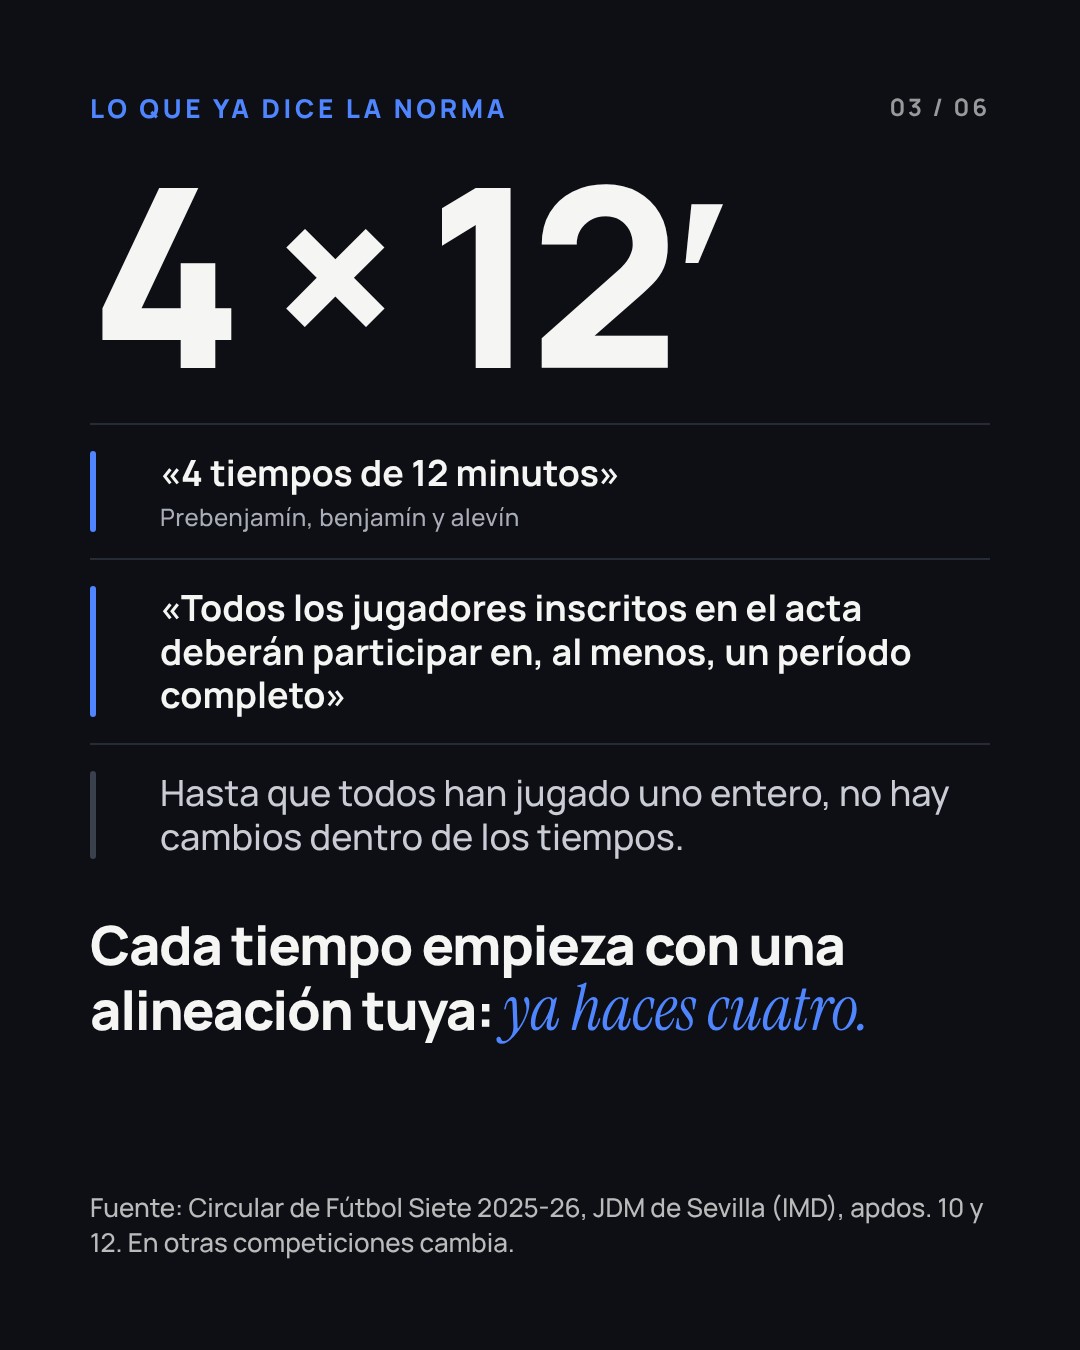 LO QUE YA DICE LA NORMA
03 / 06
4 × 12′
«4 tiempos de 12 minutos»
Prebenjamín, benjamín y alevín
«Todos los jugadores inscritos en el acta
deberán participar en, al menos, un período
completo»
Hasta que todos han jugado uno entero, no hay
cambios dentro de los tiempos.
Cada tiempo empieza con una
alineación tuya: ya haces cuatro.
Fuente: Circular de Fútbol Siete 2025-26, JDM de Sevilla (IMD), apdos. 10 y
12. En otras competiciones cambia.